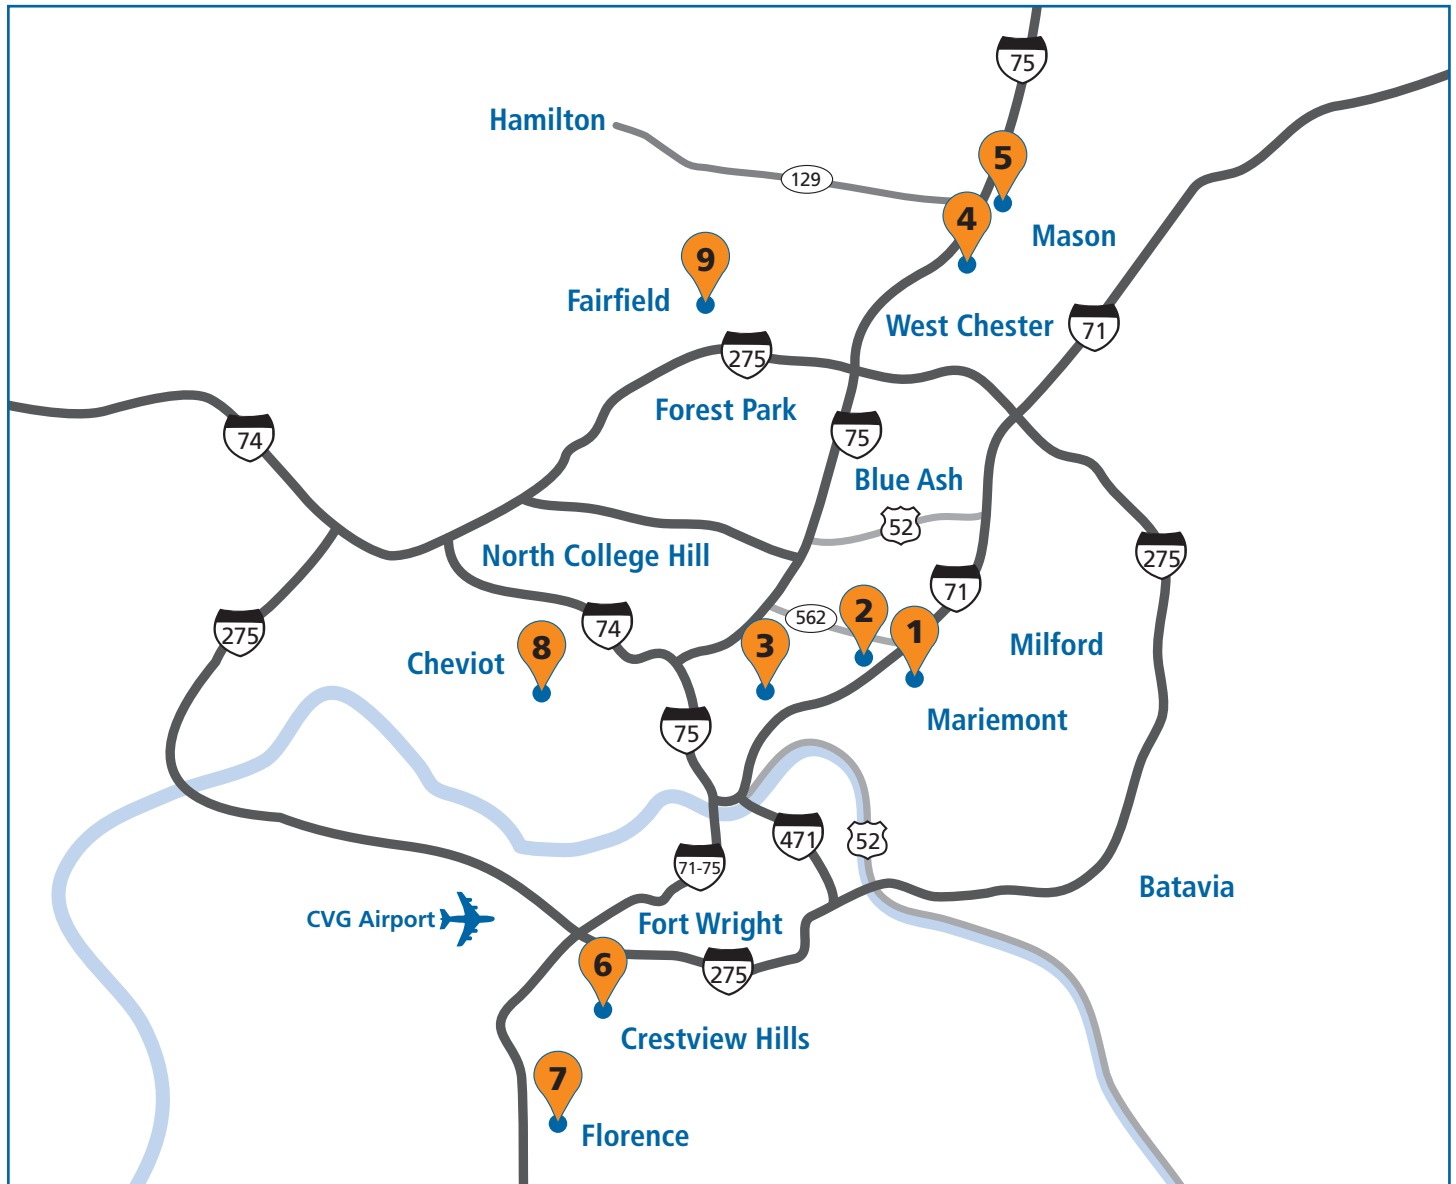 75
Hamilton
5
129
4
Mason
9
Fairfield
West Chester
71
275
Forest Park
75
74
Blue Ash
52
North College Hill
275
71
2
562
1
74
275
3
8
Milford
Cheviot
Mariemont
75
471
52
71-75
Batavia
CVG Airport
Fort Wright
6
275
Crestview Hills
7
Florence